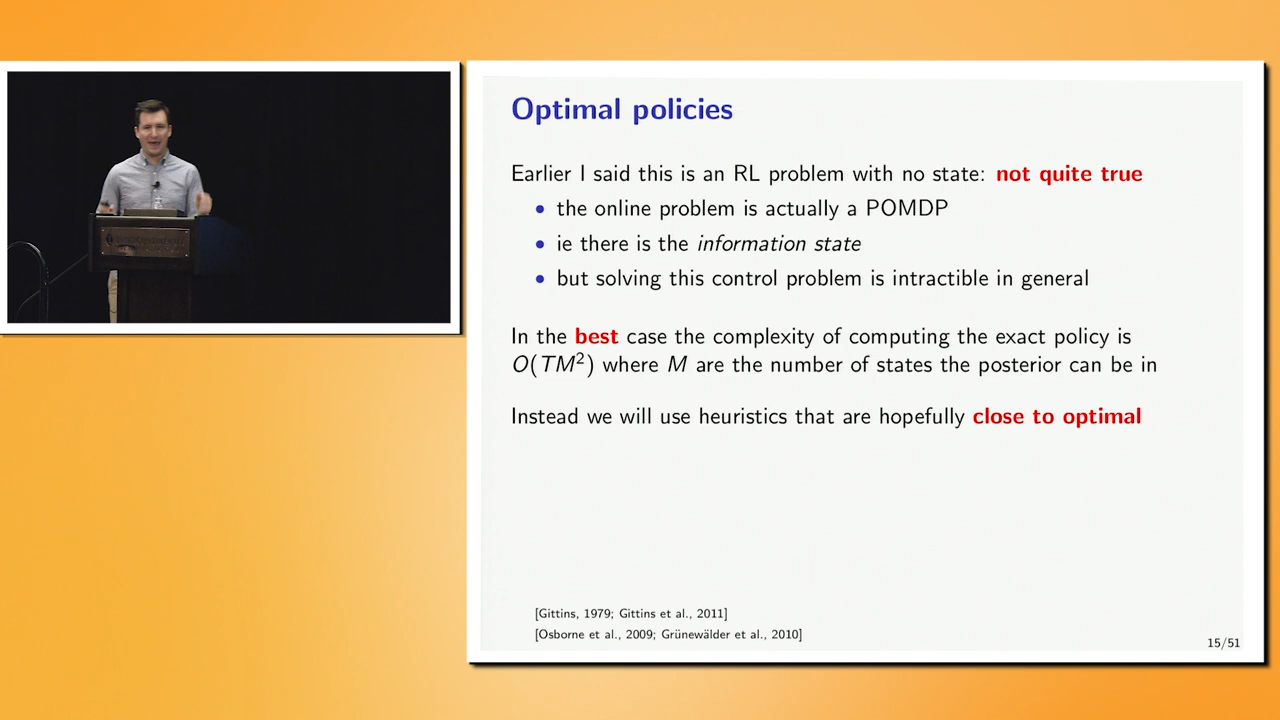 Optimal policies
Earlier I said this is an RL problem with no state: not quite true
• the online problem is actually a POMDP
• ie there is the information state
• but solving this control problem is intractible in general
In the best case the complexity of computing the exact policy is
O(TM²) where M are the number of states the posterior can be in
Instead we will use heuristics that are hopefully close to optimal
[Gittins, 1979; Gittins et al., 2011]
[Osborne et al., 2009; Grünewälder et al., 2010]
15/51